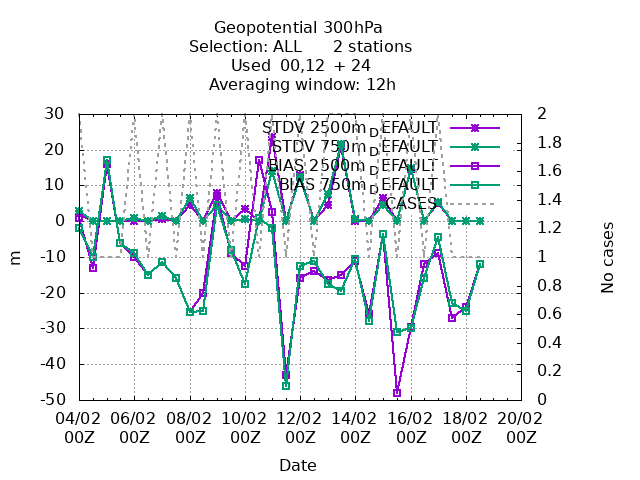 Geopotential 300hPa
Selection: ALL 2 stations
Used 00,12 + 24
Averaging window: 12h
STDV 2500m_DEFAULT
STDV 750m_DEFAULT
BIAS 2500m_DEFAULT
BIAS 750m_DEFAULT
CASES
30
20
10
0
-10
-20
-30
-40
-50
m
2
1.8
1.6
1.4
1.2
1
0.8
0.6
0.4
0.2
0
No cases
04/02 06/02 08/02 10/02 12/02 14/02 16/02 18/02 20/02
00Z 00Z 00Z 00Z 00Z 00Z 00Z 00Z 00Z
Date